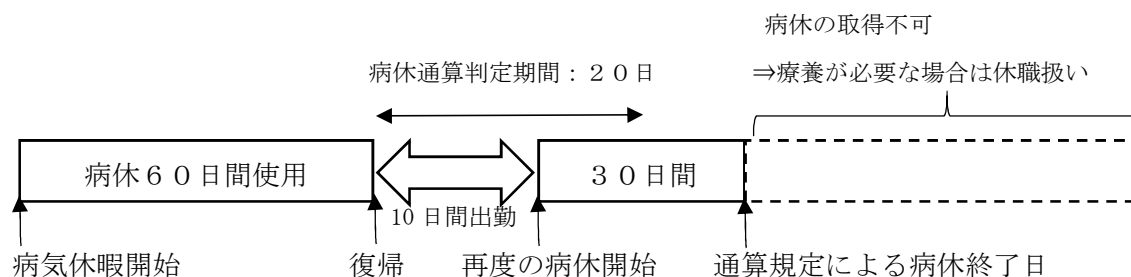 病休の取得不可
病休通算判定期間：２０日
⇒療養が必要な場合は休職扱い
病休６０日間使用
３０日間
10日間出勤
病気休暇開始
復帰
再度の病休開始
通算規定による病休終了日